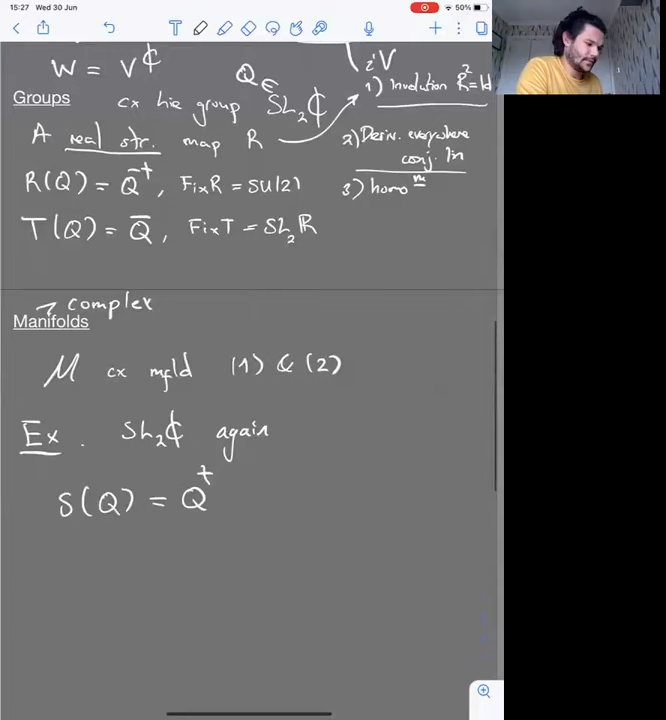 15:27 Wed 30 Jun
50%
W = V^ℂ
iV
Q ∈
1) Involution R² = Id
Groups
cx lie group SL₂ℂ
A real str. map R
2) Deriv. everywhere
conj. lin
R(Q) = Q̄^-†, Fix R = SU(2)
3) homo^m
T(Q) = Q̄, Fix T = SL₂ℝ
complex
Manifolds
M cx mfld (1) & (2)
Ex. SL₂ℂ again
S(Q) = Q^†